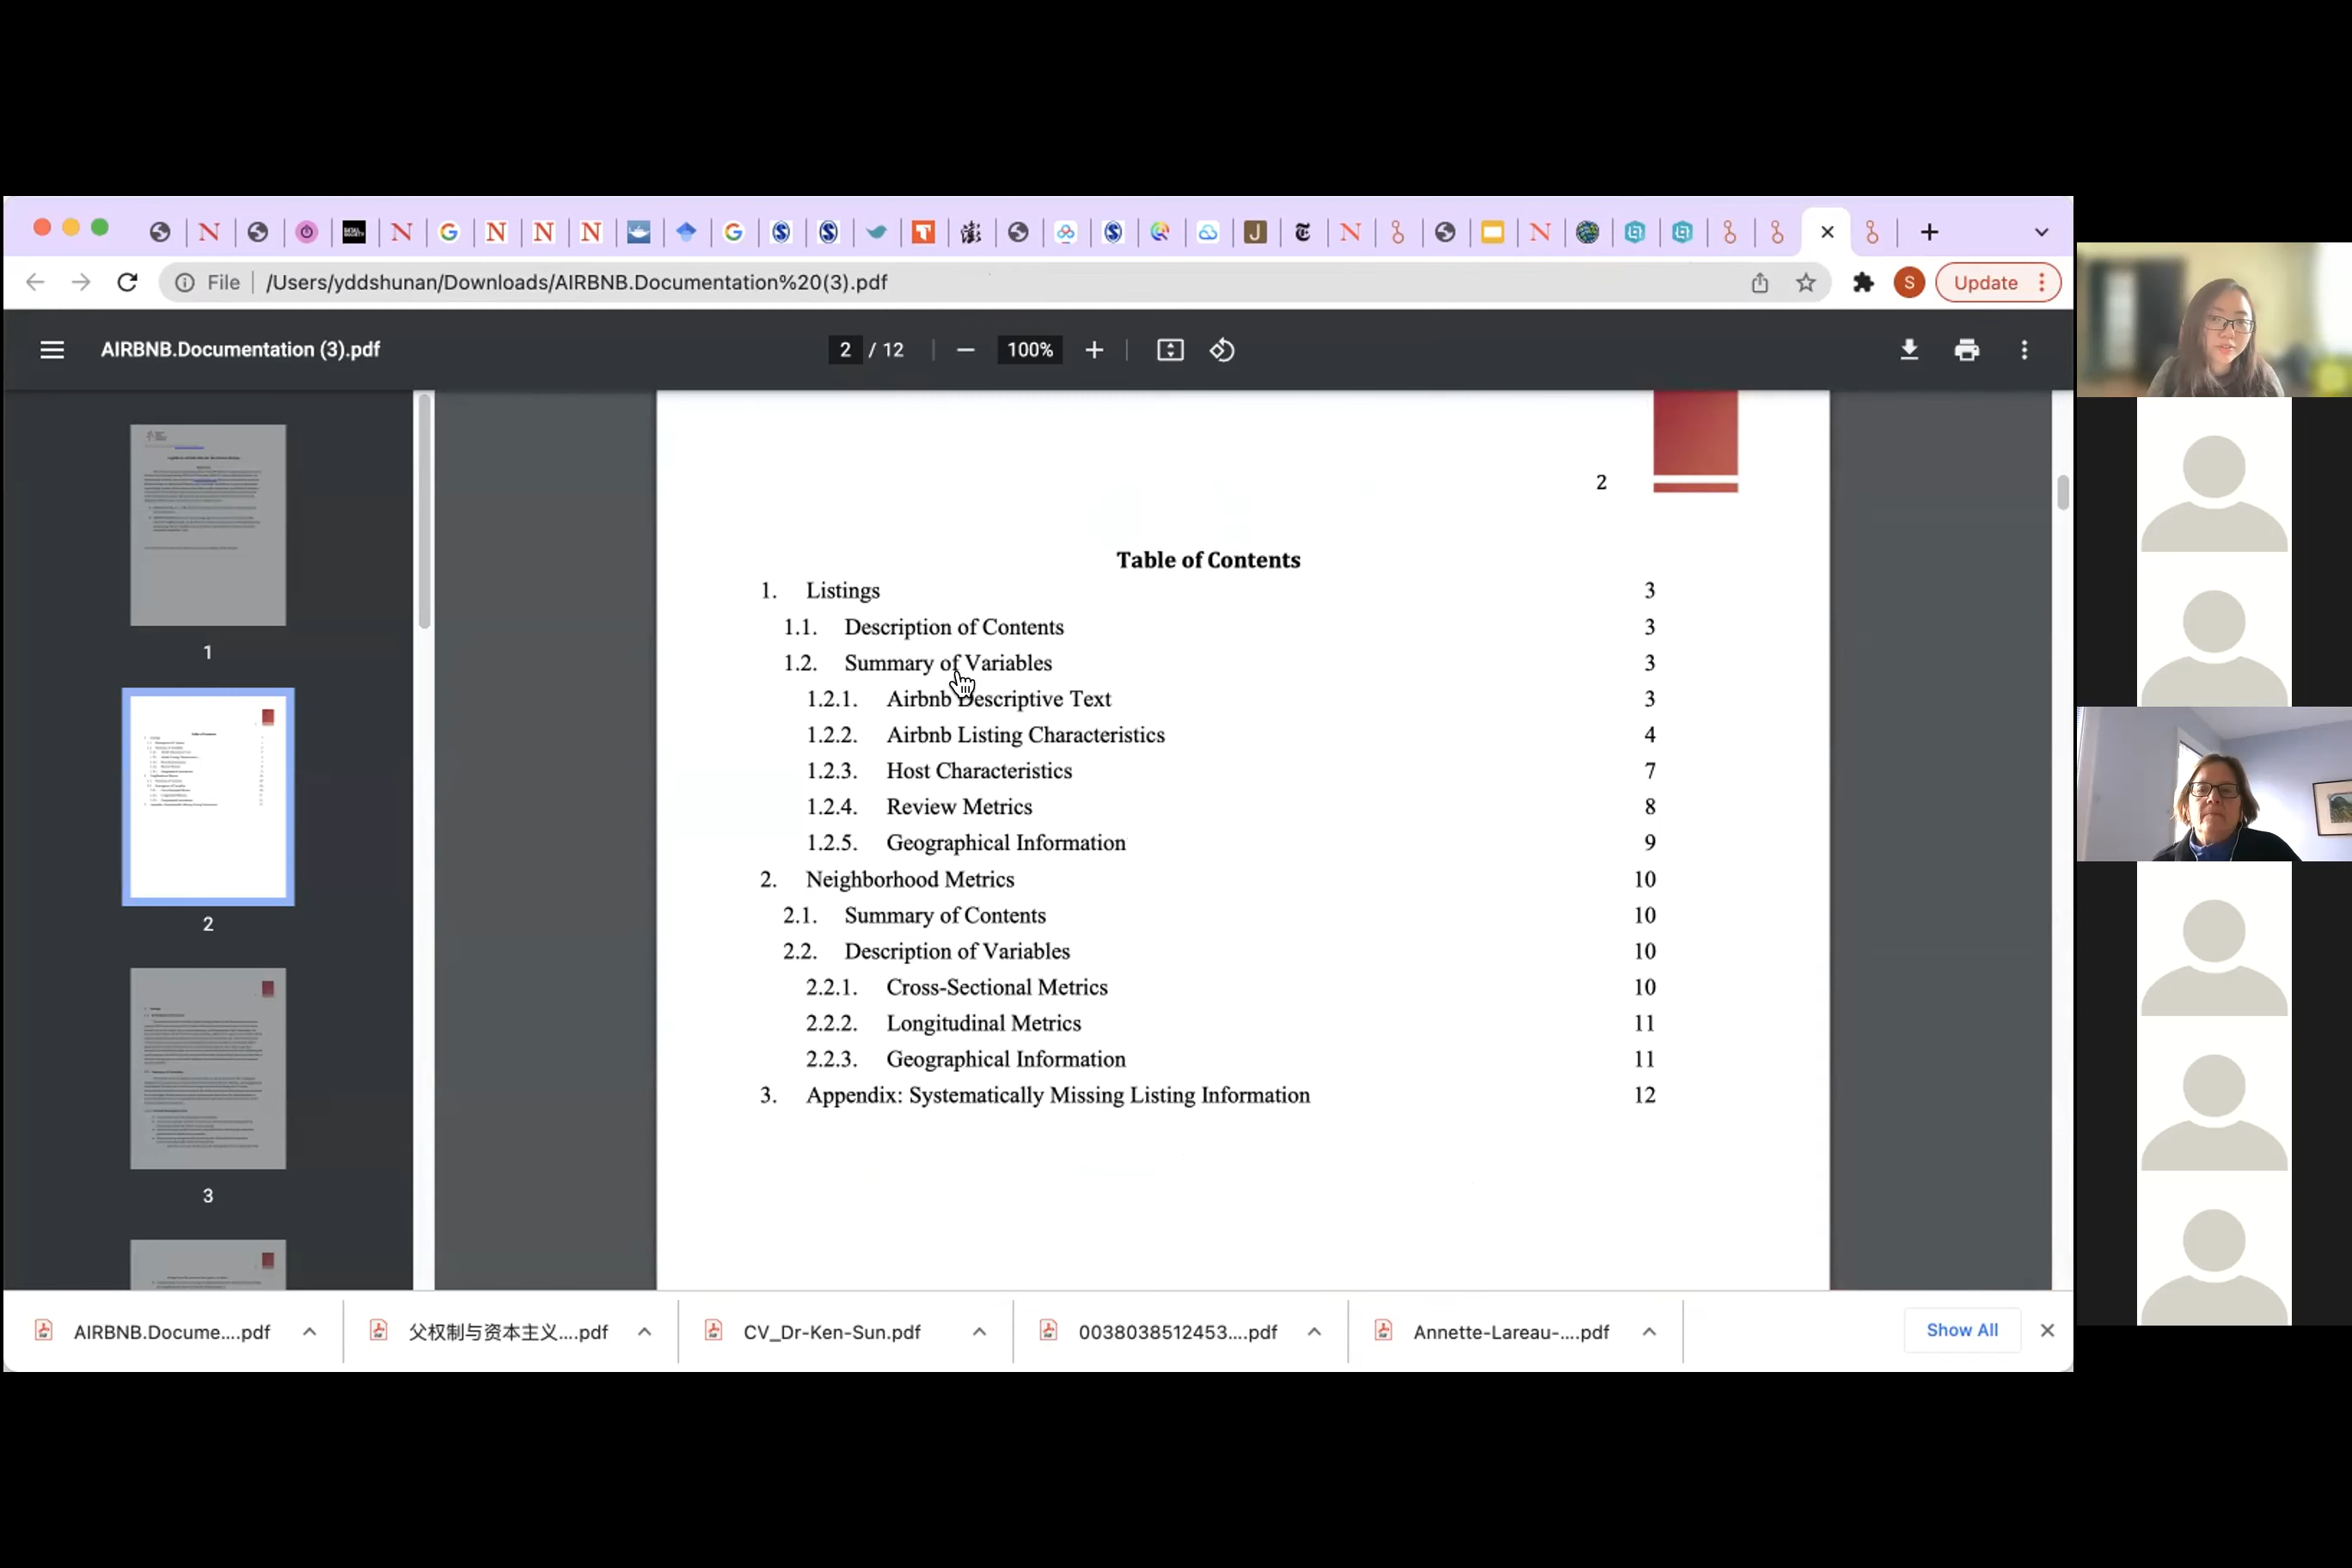 File /Users/yddshunan/Downloads/AIRBNB.Documentation%20(3).pdf
S
Update
AIRBNB.Documentation (3).pdf
2 / 12
100%
1
2
3
2
Table of Contents
1. Listings 3
1.1. Description of Contents 3
1.2. Summary of Variables 3
1.2.1. Airbnb Descriptive Text 3
1.2.2. Airbnb Listing Characteristics 4
1.2.3. Host Characteristics 7
1.2.4. Review Metrics 8
1.2.5. Geographical Information 9
2. Neighborhood Metrics 10
2.1. Summary of Contents 10
2.2. Description of Variables 10
2.2.1. Cross-Sectional Metrics 10
2.2.2. Longitudinal Metrics 11
2.2.3. Geographical Information 11
3. Appendix: Systematically Missing Listing Information 12
AIRBNB.Docume....pdf
父权制与资本主义....pdf
CV_Dr-Ken-Sun.pdf
0038038512453....pdf
Annette-Lareau-....pdf
Show All